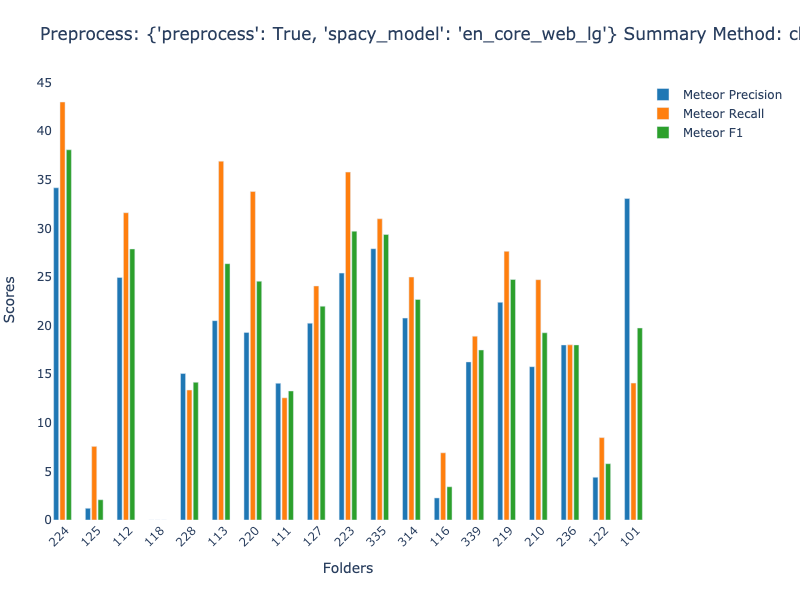 Preprocess: {'preprocess': True, 'spacy_model': 'en_core_web_lg'} Summary Method:
Meteor Precision
Meteor Recall
Meteor F1
Scores
45
40
35
30
25
20
15
10
5
0
224 125 112 118 228 113 220 111 127 223 335 314 116 339 219 210 236 122 101
Folders